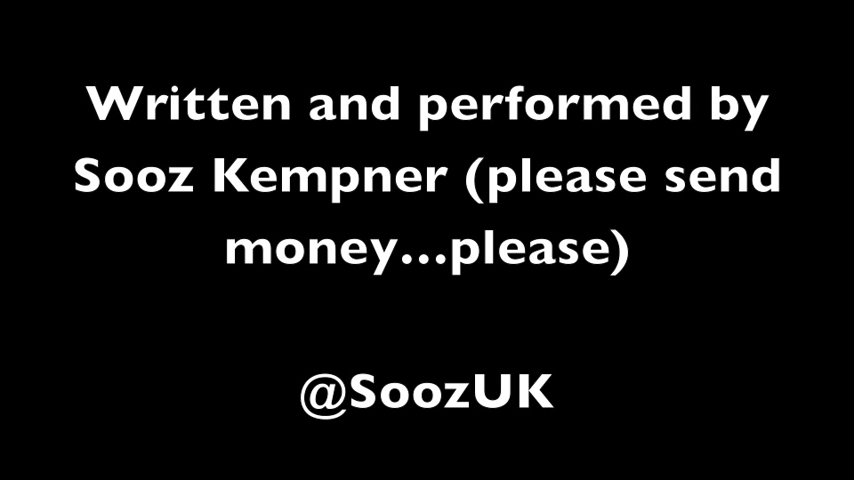 Written and performed by
Sooz Kempner (please send
money...please)
@SoozUK